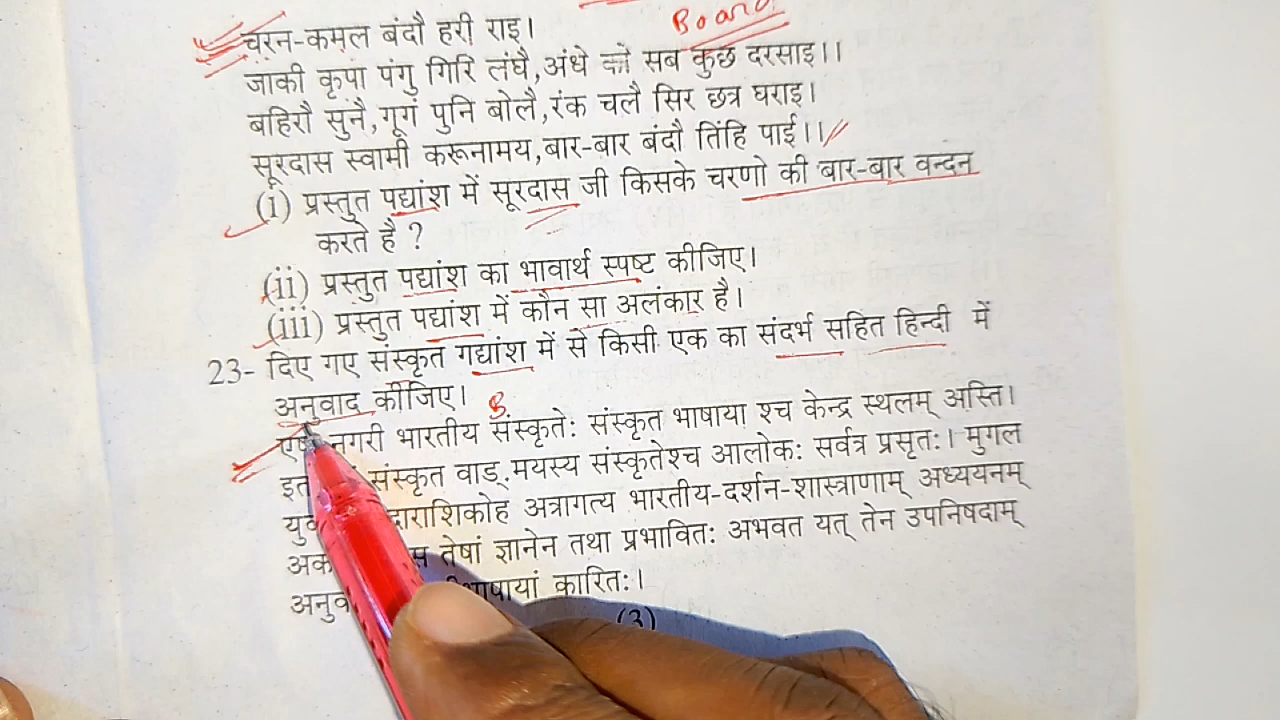 Board
चरन-कमल बंदौ हरी राइ।
जाकी कृपा पंगु गिरि लंघै,अंधे को सब कुछ दरसाइ।।
बहिरौ सुनै,गूगं पुनि बोलै,रंक चलै सिर छत्र घराइ।
सूरदास स्वामी करूनामय,बार-बार बंदौ तिंहि पाई।।
(i) प्रस्तुत पद्यांश में सूरदास जी किसके चरणो की बार-बार वन्दन
करते है ?
(ii) प्रस्तुत पद्यांश का भावार्थ स्पष्ट कीजिए।
(iii) प्रस्तुत पद्यांश में कौन सा अलंकार है।
23- दिए गए संस्कृत गद्यांश में से किसी एक का संदर्भ सहित हिन्दी में
अनुवाद कीजिए।
नगरी भारतीय संस्कृतेः संस्कृत भाषाया श्च केन्द्र स्थलम् अस्ति।
संस्कृत वाड्.मयस्य संस्कृतेश्च आलोकः सर्वत्र प्रसृतः। मुगल
दाराशिकोह अत्रागत्य भारतीय-दर्शन-शास्त्राणाम् अध्ययनम्
तेषां ज्ञानेन तथा प्रभावितः अभवत यत् तेन उपनिषदाम्
कारितः।
(3)